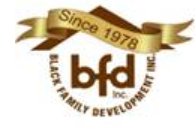 Since 1978
bfd
Inc.
BLACK FAMILY DEVELOPMENT INC.